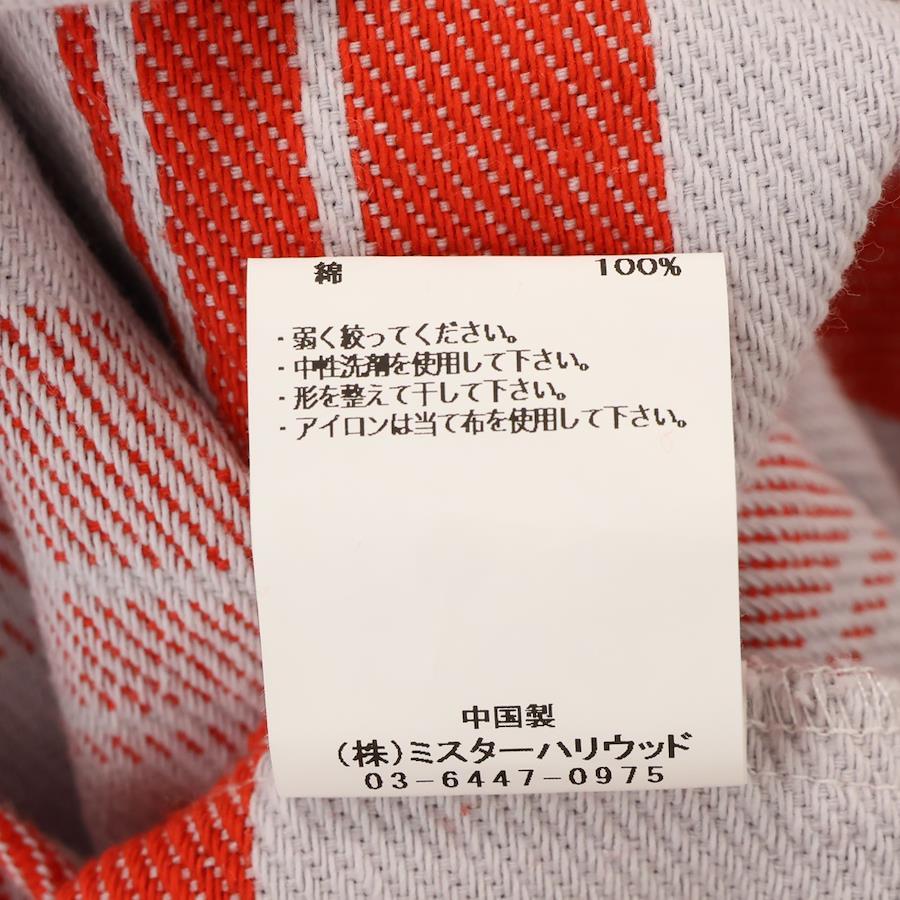 綿 100%
・弱く絞ってください。
・中性洗剤を使用して下さい。
・形を整えて干して下さい。
・アイロンは当て布を使用して下さい。
中国製
(株)ミスターハリウッド
03-6447-0975